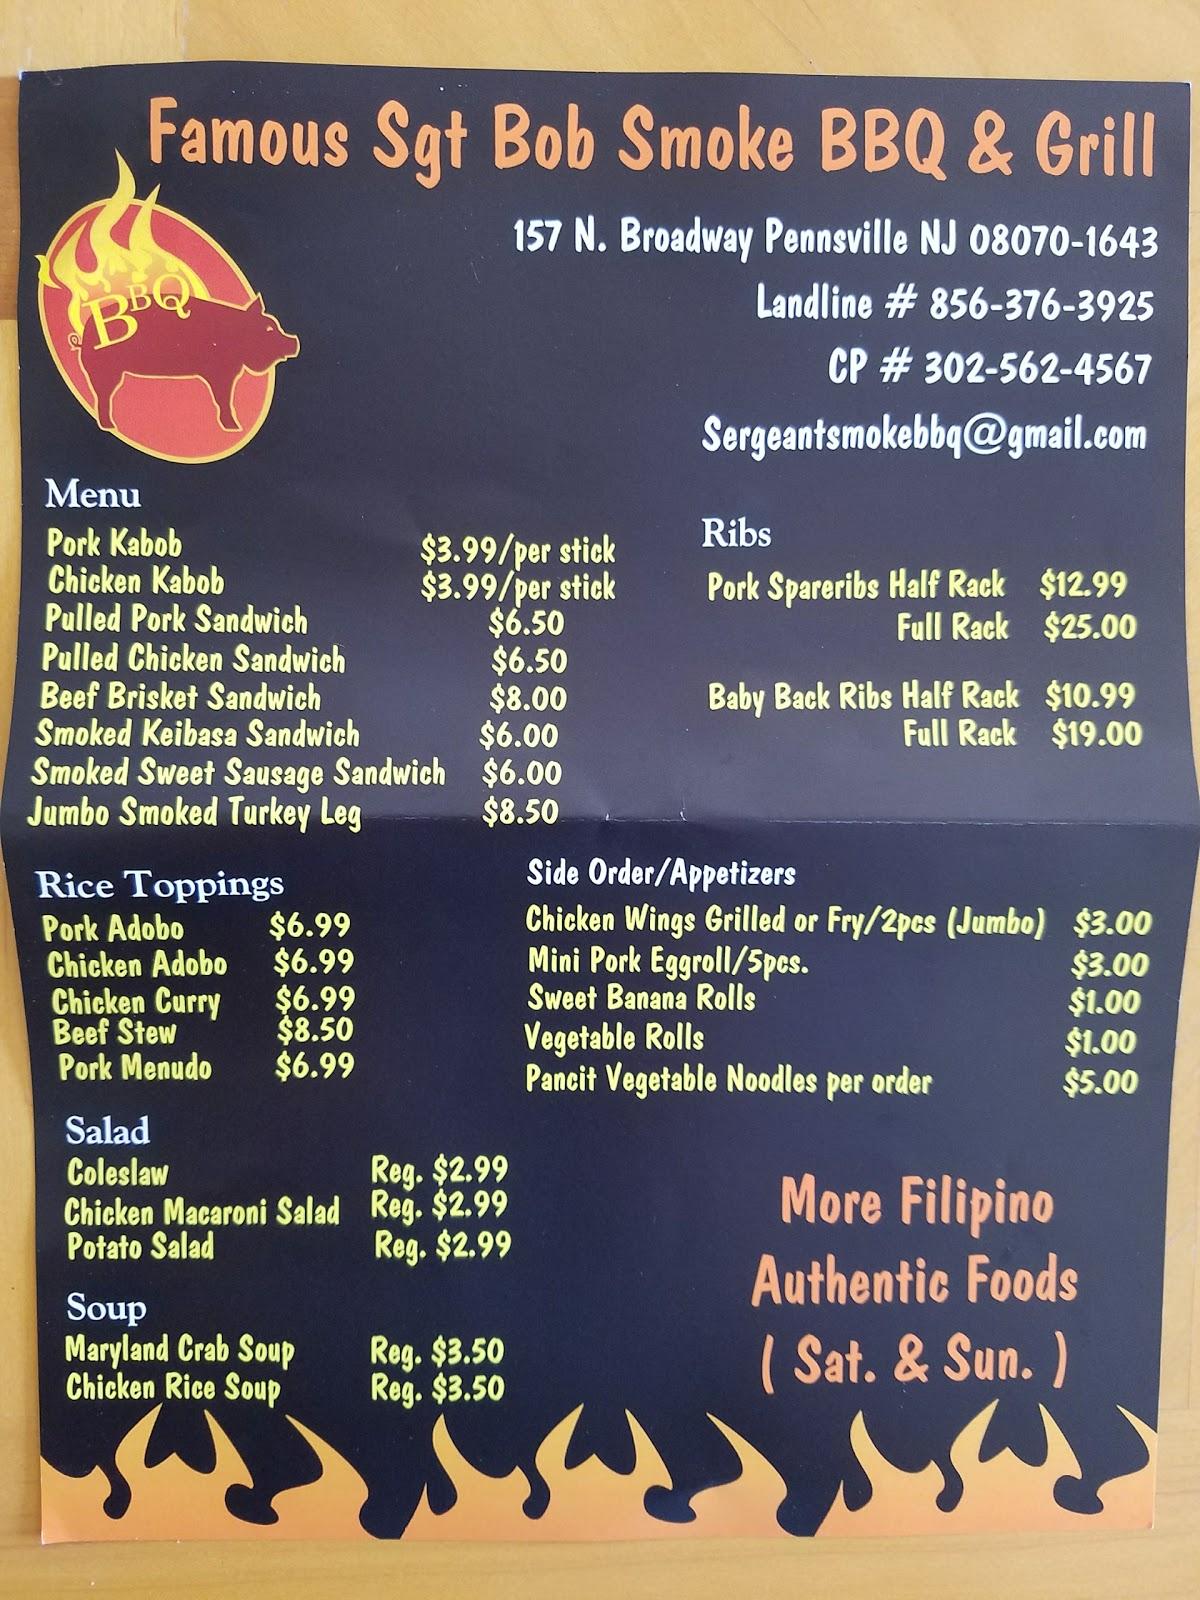 Famous Sgt Bob Smoke BBQ & Grill
BBQ
157 N. Broadway Pennsville NJ 08070-1643
Landline # 856-376-3925
CP # 302-562-4567
Sergeantsmokebbq@gmail.com
Menu
Pork Kabob $3.99/per stick
Chicken Kabob $3.99/per stick
Pulled Pork Sandwich $6.50
Pulled Chicken Sandwich $6.50
Beef Brisket Sandwich $8.00
Smoked Keibasa Sandwich $6.00
Smoked Sweet Sausage Sandwich $6.00
Jumbo Smoked Turkey Leg $8.50
Ribs
Pork Spareribs Half Rack $12.99
Full Rack $25.00
Baby Back Ribs Half Rack $10.99
Full Rack $19.00
Rice Toppings
Pork Adobo $6.99
Chicken Adobo $6.99
Chicken Curry $6.99
Beef Stew $8.50
Pork Menudo $6.99
Side Order/Appetizers
Chicken Wings Grilled or Fry/2pcs (Jumbo) $3.00
Mini Pork Eggroll/5pcs. $3.00
Sweet Banana Rolls $1.00
Vegetable Rolls $1.00
Pancit Vegetable Noodles per order $5.00
Salad
Coleslaw Reg. $2.99
Chicken Macaroni Salad Reg. $2.99
Potato Salad Reg. $2.99
Soup
Maryland Crab Soup Reg. $3.50
Chicken Rice Soup Reg. $3.50
More Filipino
Authentic Foods
( Sat. & Sun. )